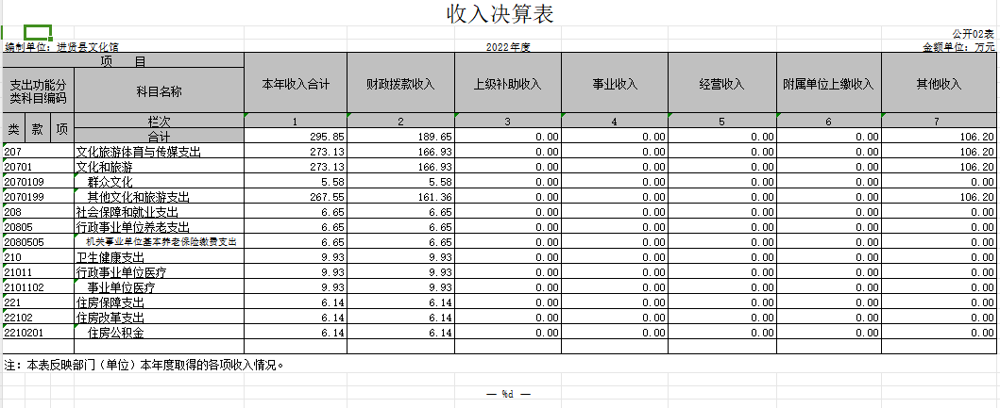 收入决算表
公开02表
编制单位：进贤县文化馆 2022年度 金额单位：万元
项 目 本年收入合计 财政拨款收入 上级补助收入 事业收入 经营收入 附属单位上缴收入 其他收入
支出功能分类科目编码 科目名称
类 款 项 栏次 1 2 3 4 5 6 7
合计 295.85 189.65 0.00 0.00 0.00 0.00 106.20
207 文化旅游体育与传媒支出 273.13 166.93 0.00 0.00 0.00 0.00 106.20
20701 文化和旅游 273.13 166.93 0.00 0.00 0.00 0.00 106.20
2070109 群众文化 5.58 5.58 0.00 0.00 0.00 0.00 0.00
2070199 其他文化和旅游支出 267.55 161.36 0.00 0.00 0.00 0.00 106.20
208 社会保障和就业支出 6.65 6.65 0.00 0.00 0.00 0.00 0.00
20805 行政事业单位养老支出 6.65 6.65 0.00 0.00 0.00 0.00 0.00
2080505 机关事业单位基本养老保险缴费支出 6.65 6.65 0.00 0.00 0.00 0.00 0.00
210 卫生健康支出 9.93 9.93 0.00 0.00 0.00 0.00 0.00
21011 行政事业单位医疗 9.93 9.93 0.00 0.00 0.00 0.00 0.00
2101102 事业单位医疗 9.93 9.93 0.00 0.00 0.00 0.00 0.00
221 住房保障支出 6.14 6.14 0.00 0.00 0.00 0.00 0.00
22102 住房改革支出 6.14 6.14 0.00 0.00 0.00 0.00 0.00
2210201 住房公积金 6.14 6.14 0.00 0.00 0.00 0.00 0.00
注：本表反映部门（单位）本年度取得的各项收入情况。
— %d —